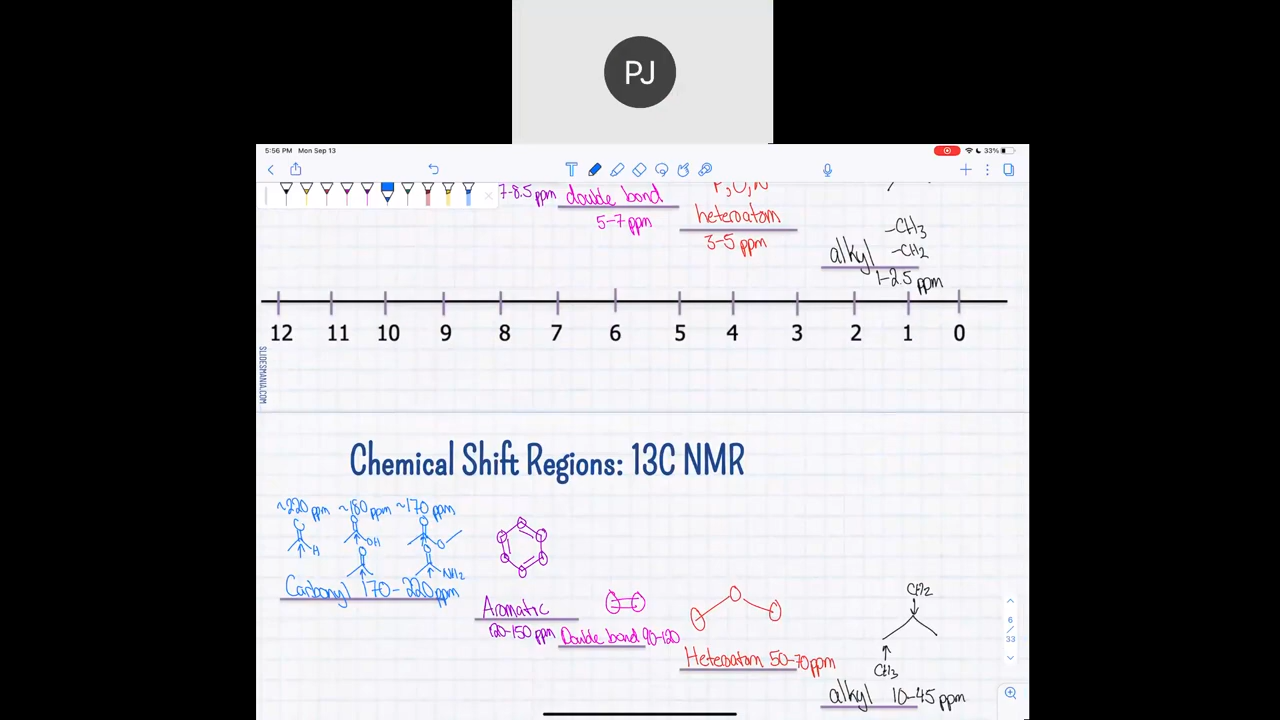 PJ
5:56 PM Mon Sep 13
33%
T
7-8.5 ppm
double bond
5-7 ppm
heteroatom
3-5 ppm
-CH3
-CH2
alkyl
1-2.5 ppm
12 11 10 9 8 7 6 5 4 3 2 1 0
SLIDESMANIA.COM
Chemical Shift Regions: 13C NMR
~220 ppm ~180 ppm ~170 ppm
O O O
H OH O
O O
NH2
Carbonyl 170-220ppm
Aromatic
120-150 ppm
Double bond 90-120
Heteroatom 50-70ppm
CH2
CH3
alkyl 10-45 ppm
6
/
33